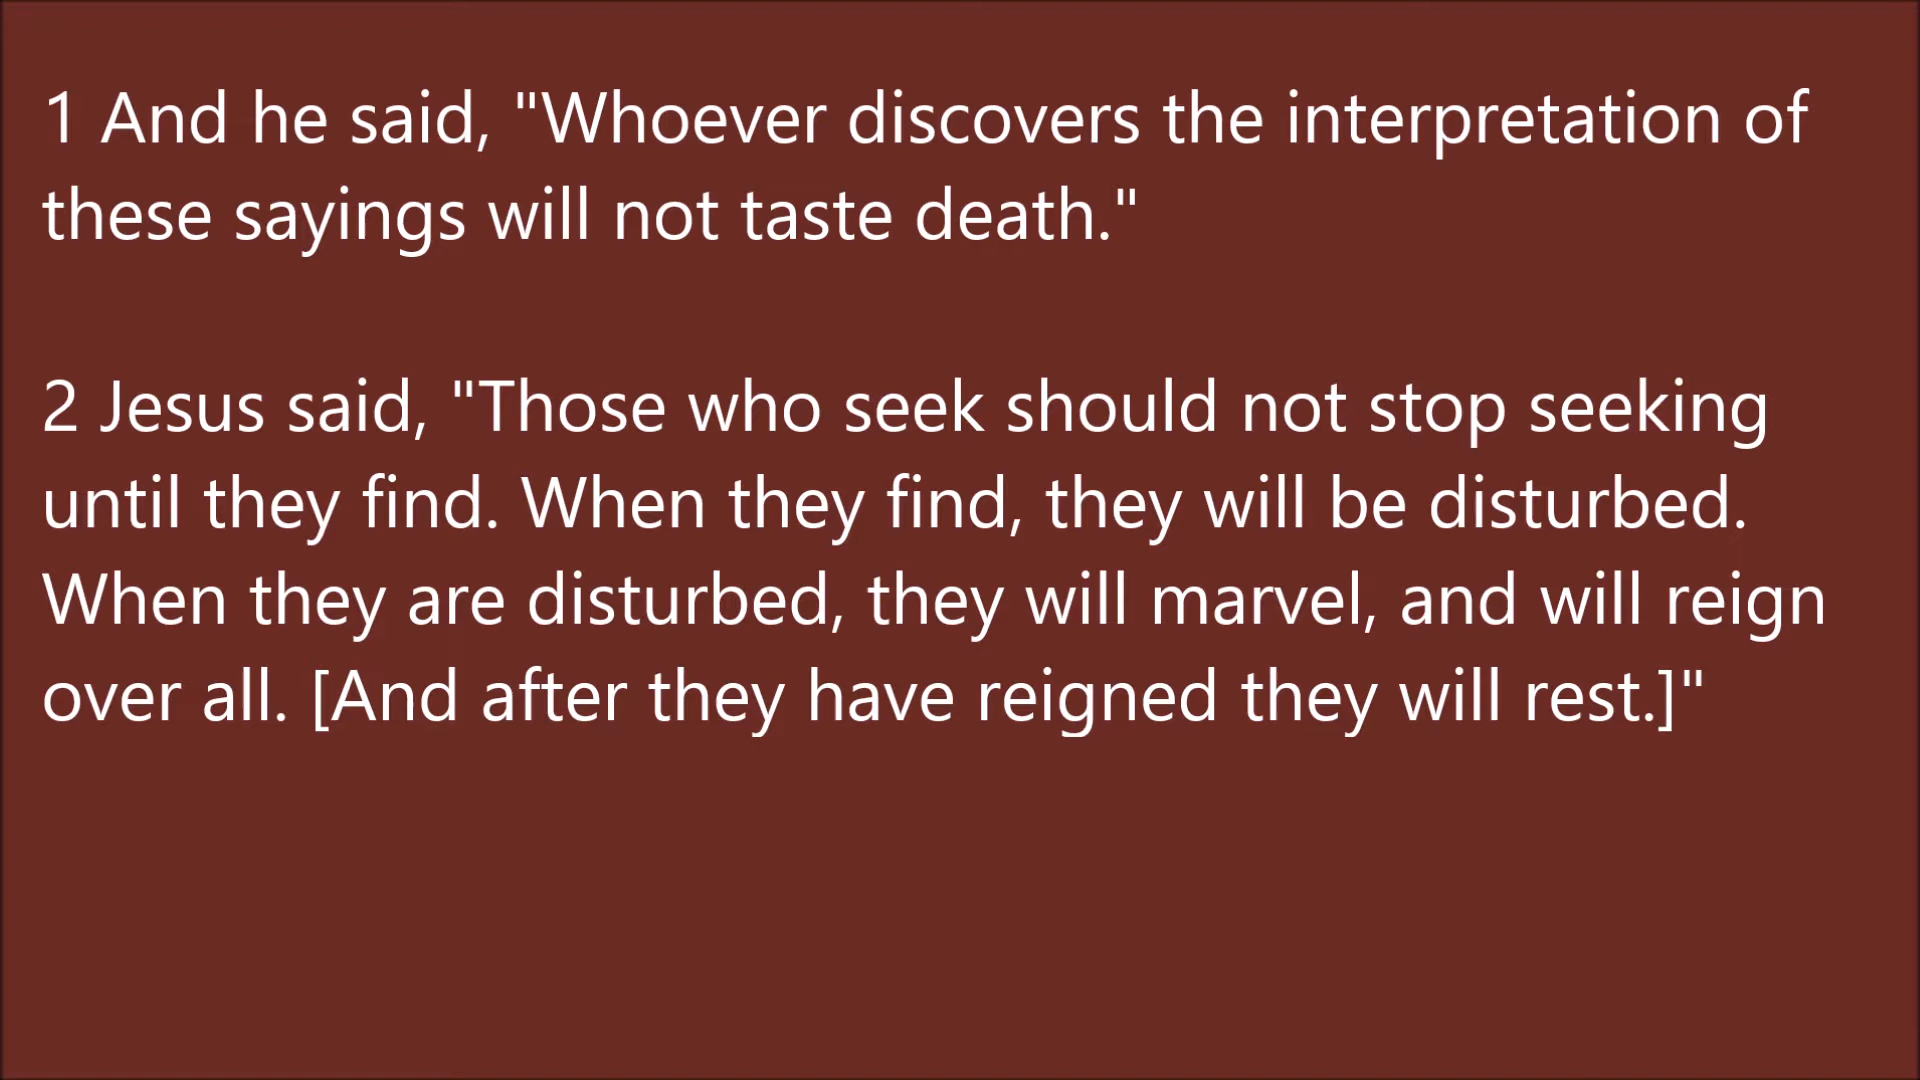 1 And he said, "Whoever discovers the interpretation of
these sayings will not taste death."
2 Jesus said, "Those who seek should not stop seeking
until they find. When they find, they will be disturbed.
When they are disturbed, they will marvel, and will reign
over all. [And after they have reigned they will rest.]"